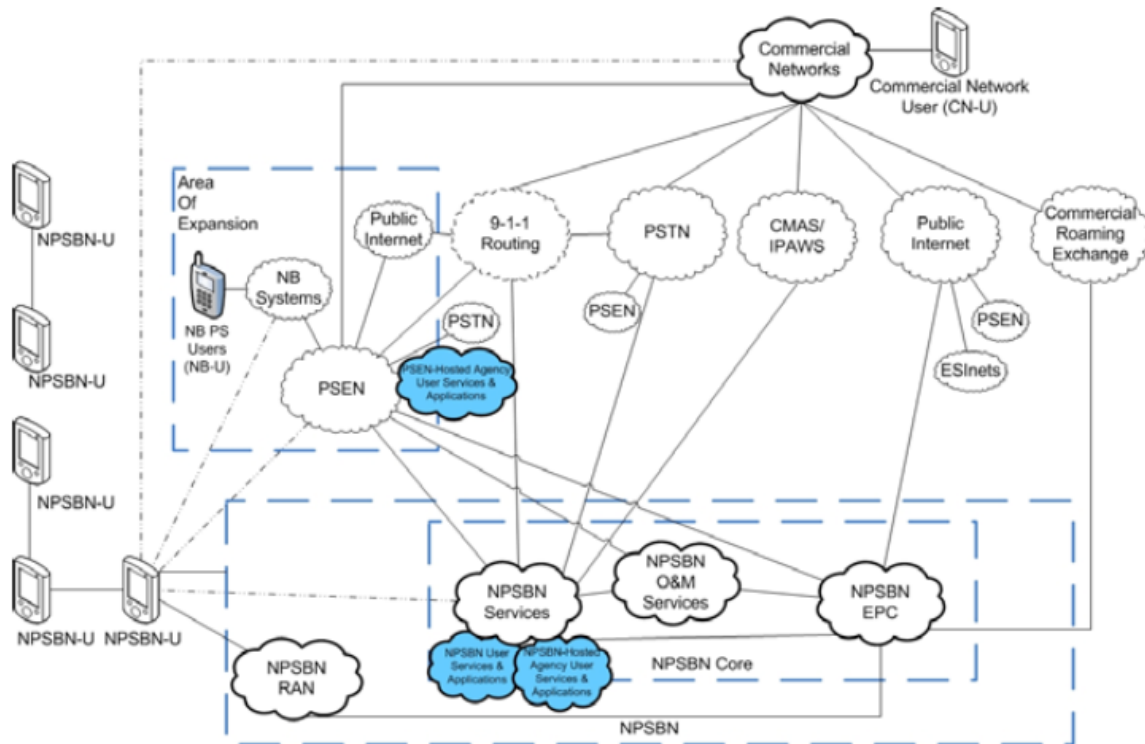 Commercial
Networks
Commercial Network
User (CN-U)
Area
Of
Expansion
Public
Internet
9-1-1
Routing
PSTN
CMAS/
IPAWS
Public
Internet
Commercial
Roaming
Exchange
NPSBN-U
NB
Systems
NB PS
Users
(NB-U)
PSTN
PSEN
PSEN
ESInets
NPSBN-U
PSEN
PSEN-Hosted Agency
User Services &
Applications
NPSBN-U
NPSBN
O&M
Services
NPSBN
Services
NPSBN
EPC
NPSBN-U
NPSBN-U
NPSBN User
Services &
Applications
NPSBN-Hosted
Agency User
Services &
Applications
NPSBN Core
NPSBN
RAN
NPSBN